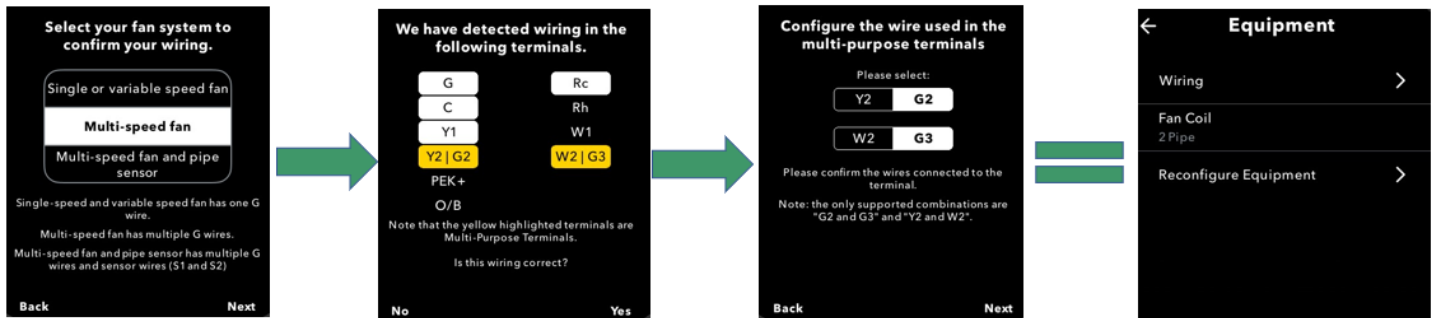 Select your fan system to
confirm your wiring.
Single or variable speed fan
Multi-speed fan
Multi-speed fan and pipe
sensor
Single-speed and variable speed fan has one G
wire.
Multi-speed fan has multiple G wires.
Multi-speed fan and pipe sensor has multiple G
wires and sensor wires (S1 and S2)
Back
Next
We have detected wiring in the
following terminals.
G
Rc
C
Rh
Y1
W1
Y2 | G2
W2 | G3
PEK+
O/B
Note that the yellow highlighted terminals are
Multi-Purpose Terminals.
Is this wiring correct?
No
Yes
Configure the wire used in the
multi-purpose terminals
Please select:
Y2
G2
W2
G3
Please confirm the wires connected to the
terminal.
Note: the only supported combinations are
"G2 and G3" and "Y2 and W2".
Back
Next
Equipment
Wiring
Fan Coil
2 Pipe
Reconfigure Equipment